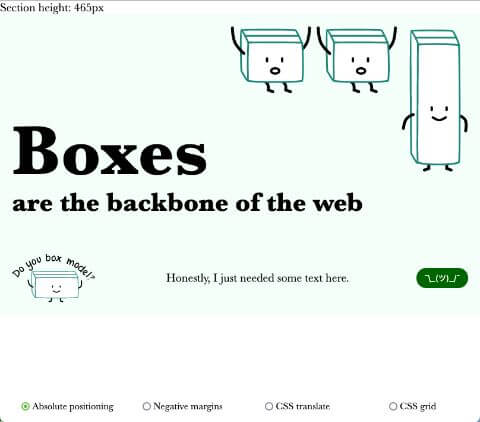 Section height: 465px
Boxes
are the backbone of the web
Do you box model?
Honestly, I just needed some text here.
Absolute positioning
Negative margins
CSS translate
CSS grid